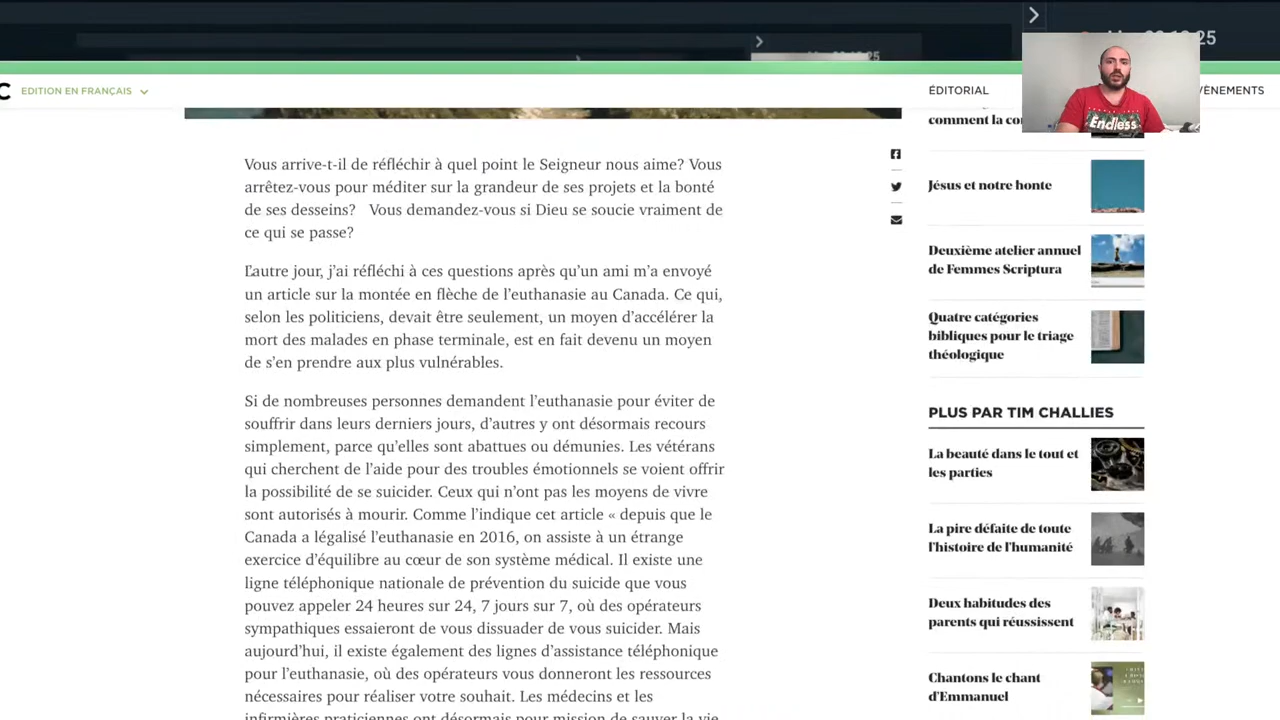 C EDITION EN FRANÇAIS
ÉDITORIAL
Endless
comment la
Vous arrive-t-il de réfléchir à quel point le Seigneur nous aime? Vous
arrêtez-vous pour méditer sur la grandeur de ses projets et la bonté
de ses desseins? Vous demandez-vous si Dieu se soucie vraiment de
ce qui se passe?
L'autre jour, j'ai réfléchi à ces questions après qu'un ami m'a envoyé
un article sur la montée en flèche de l'euthanasie au Canada. Ce qui,
selon les politiciens, devait être seulement, un moyen d'accélérer la
mort des malades en phase terminale, est en fait devenu un moyen
de s'en prendre aux plus vulnérables.
Si de nombreuses personnes demandent l'euthanasie pour éviter de
souffrir dans leurs derniers jours, d'autres y ont désormais recours
simplement, parce qu'elles sont abattues ou démunies. Les vétérans
qui cherchent de l'aide pour des troubles émotionnels se voient offrir
la possibilité de se suicider. Ceux qui n'ont pas les moyens de vivre
sont autorisés à mourir. Comme l'indique cet article « depuis que le
Canada a légalisé l'euthanasie en 2016, on assiste à un étrange
exercice d'équilibre au cœur de son système médical. Il existe une
ligne téléphonique nationale de prévention du suicide que vous
pouvez appeler 24 heures sur 24, 7 jours sur 7, où des opérateurs
sympathiques essaieront de vous dissuader de vous suicider. Mais
aujourd'hui, il existe également des lignes d'assistance téléphonique
pour l'euthanasie, où des opérateurs vous donneront les ressources
nécessaires pour réaliser votre souhait. Les médecins et les
infirmières praticiennes ont désormais pour mission de sauver la vie
Jésus et notre honte
Deuxième atelier annuel
de Femmes Scriptura
Quatre catégories
bibliques pour le triage
théologique
PLUS PAR TIM CHALLIES
La beauté dans le tout et
les parties
La pire défaite de toute
l'histoire de l'humanité
Deux habitudes des
parents qui réussissent
Chantons le chant
d'Emmanuel